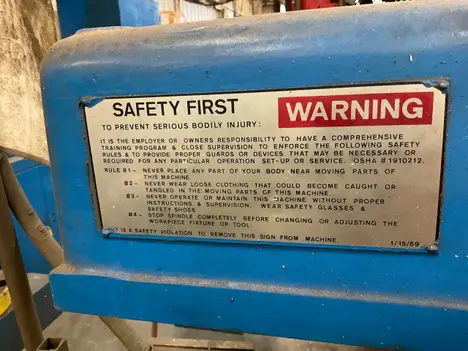 SAFETY FIRST WARNING
TO PREVENT SERIOUS BODILY INJURY:
IT IS THE EMPLOYER OR OWNERS RESPONSIBILITY TO HAVE A COMPREHENSIVE
TRAINING PROGRAM & CLOSE SUPERVISION TO ENFORCE THE FOLLOWING SAFETY
RULES & TO PROVIDE PROPER GUARDS OR DEVICES THAT MAY BE NECESSARY OR
REQUIRED FOR ANY PARTICULAR OPERATION SET-UP OR SERVICE. OSHA #1910212.
RULE #1- NEVER PLACE ANY PART OF YOUR BODY NEAR MOVING PARTS OF
THIS MACHINE.
#2- NEVER WEAR LOOSE CLOTHING THAT COULD BECOME CAUGHT OR
TANGLED IN THE MOVING PARTS OF THIS MACHINE
#3- NEVER OPERATE OR MAINTAIN THIS MACHINE WITHOUT PROPER
INSTRUCTIONS & SUPERVISION. WEAR SAFETY GLASSES &
SAFETY SHOES
#4- STOP SPINDLE COMPLETELY BEFORE CHANGING OR ADJUSTING THE
WORKPIECE FIXTURE OR TOOL.
IT IS A SAFETY VIOLATION TO REMOVE THIS SIGN FROM MACHINE. 1/15/69